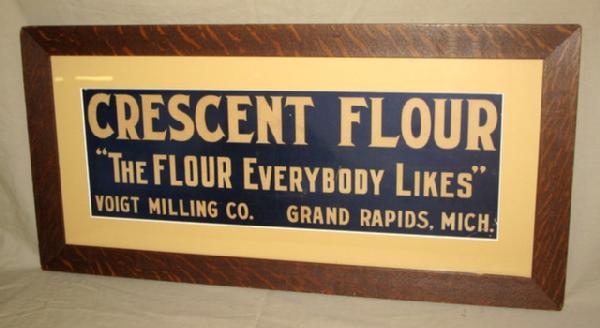 CRESCENT FLOUR
"THE FLOUR EVERYBODY LIKES"
VOIGT MILLING CO. GRAND RAPIDS, MICH.